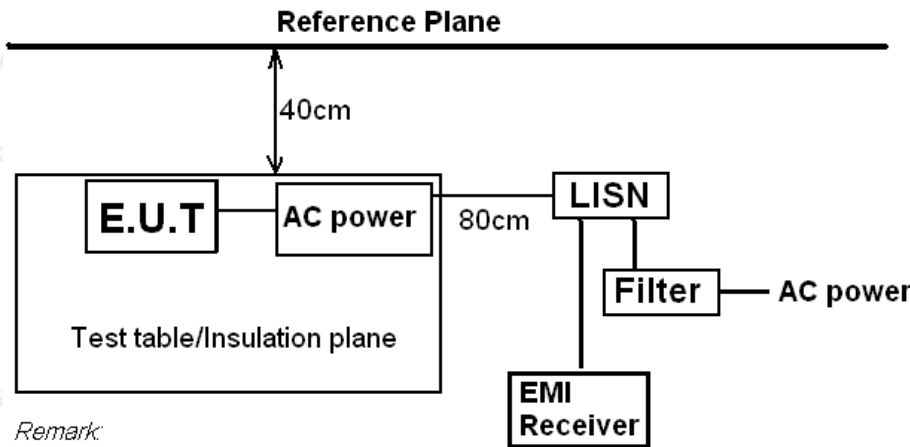 Reference Plane
40cm
E.U.T
AC power
80cm
LISN
Filter
AC power
Test table/Insulation plane
EMI
Receiver
Remark: